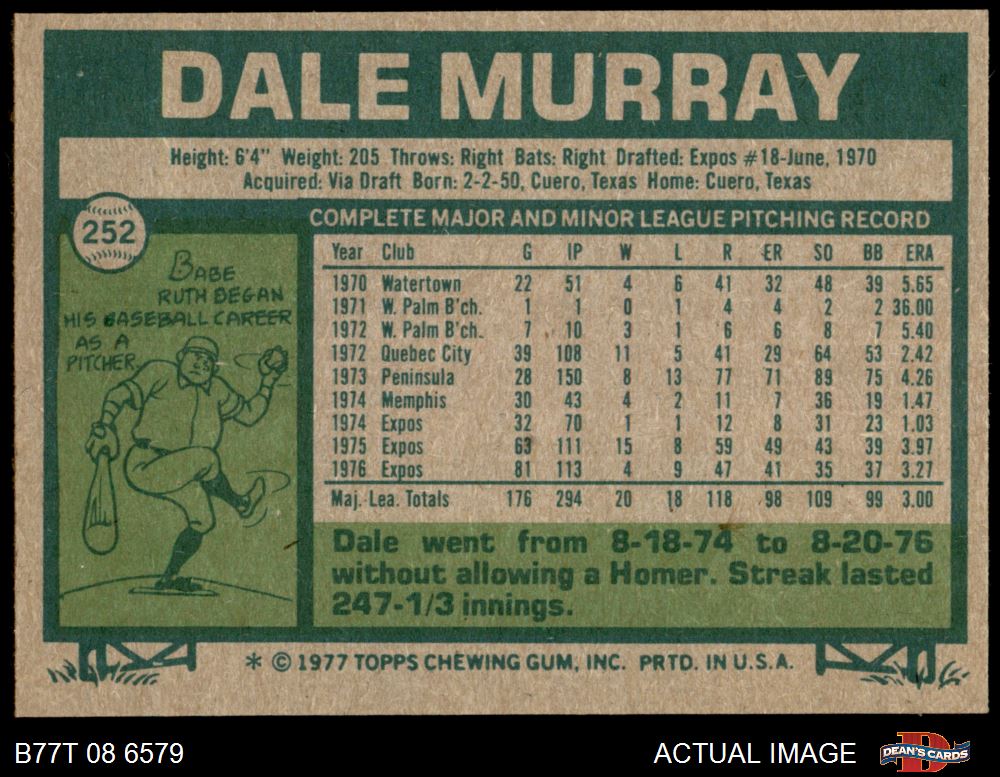 DALE MURRAY
Height: 6'4" Weight: 205 Throws: Right Bats: Right Drafted: Expos #18-June, 1970
Acquired: Via Draft Born: 2-2-50, Cuero, Texas Home: Cuero, Texas
252
BABE
RUTH BEGAN
HIS BASEBALL CAREER
AS A
PITCHER.
COMPLETE MAJOR AND MINOR LEAGUE PITCHING RECORD
Year Club G IP W L R ER SO BB ERA
1970 Watertown 22 51 4 6 41 32 48 39 5.65
1971 W. Palm B'ch. 1 1 0 1 4 4 2 2 36.00
1972 W. Palm B'ch. 7 10 3 1 6 6 8 7 5.40
1972 Quebec City 39 108 11 5 41 29 64 53 2.42
1973 Peninsula 28 150 8 13 77 71 89 75 4.26
1974 Memphis 30 43 4 2 11 7 36 19 1.47
1974 Expos 32 70 1 1 12 8 31 23 1.03
1975 Expos 63 111 15 8 59 49 43 39 3.97
1976 Expos 81 113 4 9 47 41 35 37 3.27
Maj. Lea. Totals 176 294 20 18 118 98 109 99 3.00
Dale went from 8-18-74 to 8-20-76
without allowing a Homer. Streak lasted
247-1/3 innings.
* © 1977 TOPPS CHEWING GUM, INC. PRTD. IN U.S.A.
B77T 08 6579
ACTUAL IMAGE
D
DEAN'S CARDS